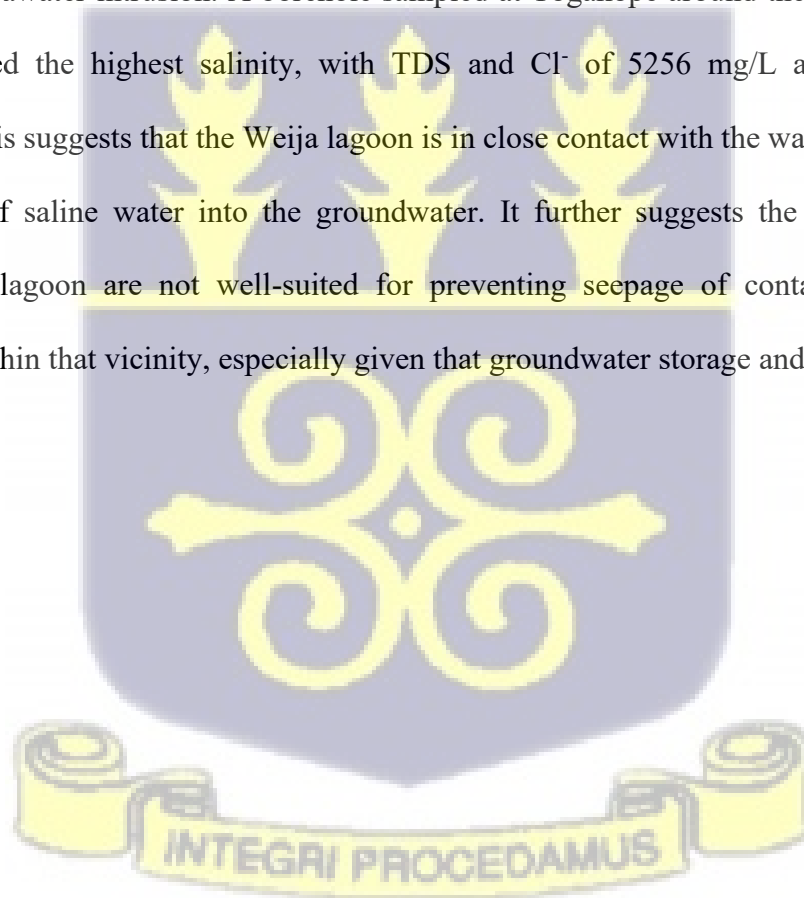 awater intrusion. A borehole sampled at around the
ed the highest salinity, with TDS and Cl⁻ of 5256 mg/L a
is suggests that the Weija lagoon is in close contact with the wa
f saline water into the groundwater. It further suggests the
lagoon are not well-suited for preventing seepage of conta
hin that vicinity, especially given that groundwater storage and
INTEGRI PROCEDAMUS